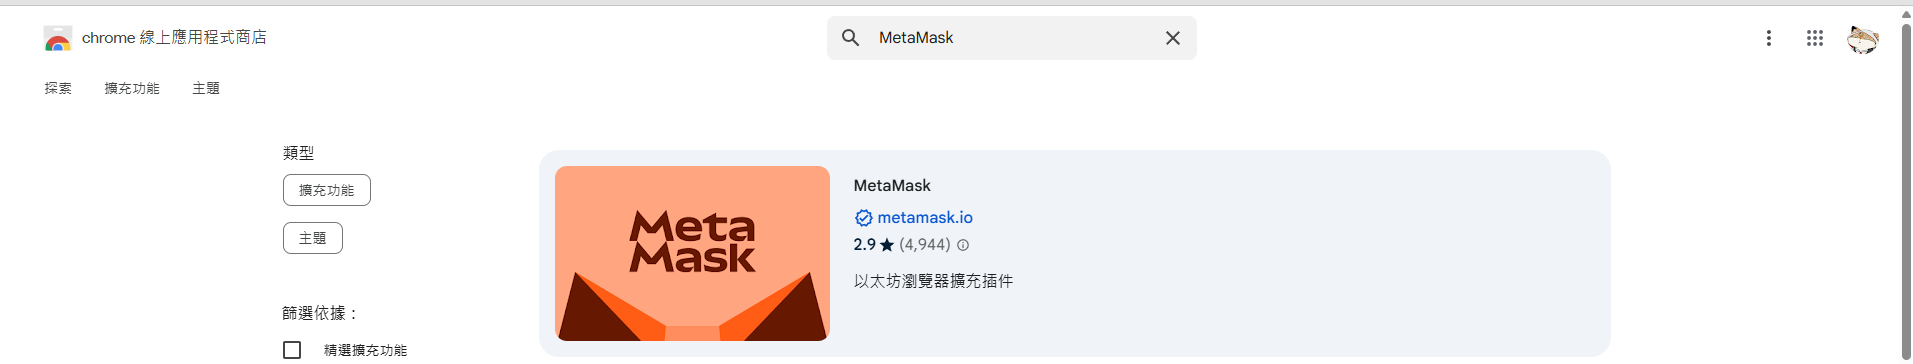 chrome 線上應用程式商店
MetaMask
探索 擴充功能 主題
類型
擴充功能
主題
篩選依據：
精選擴充功能
Meta
Mask
MetaMask
metamask.io
2.9 ★ (4,944)
以太坊瀏覽器擴充插件